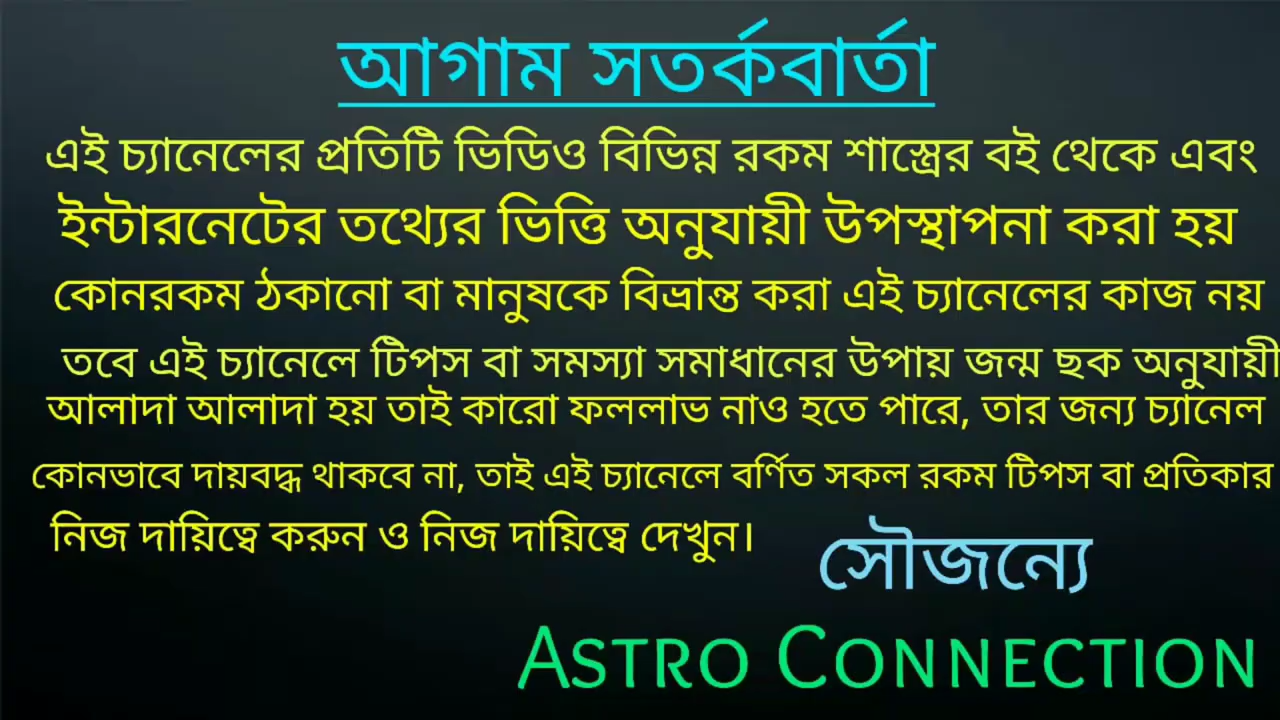 আগাম সতর্কবার্তা
এই চ্যানেলের প্রতিটি ভিডিও বিভিন্ন রকম শাস্ত্রের বই থেকে এবং
ইন্টারনেটের তথ্যের ভিত্তি অনুযায়ী উপস্থাপনা করা হয়
কোনরকম ঠকানো বা মানুষকে বিভ্রান্ত করা এই চ্যানেলের কাজ নয়
তবে এই চ্যানেলে টিপস বা সমস্যা সমাধানের উপায় জন্ম ছক অনুযায়ী
আলাদা আলাদা হয় তাই কারো ফললাভ নাও হতে পারে, তার জন্য চ্যানেল
কোনভাবে দায়বদ্ধ থাকবে না, তাই এই চ্যানেলে বর্ণিত সকল রকম টিপস বা প্রতিকার
নিজ দায়িত্বে করুন ও নিজ দায়িত্বে দেখুন।
সৌজন্যে
ASTRO CONNECTION